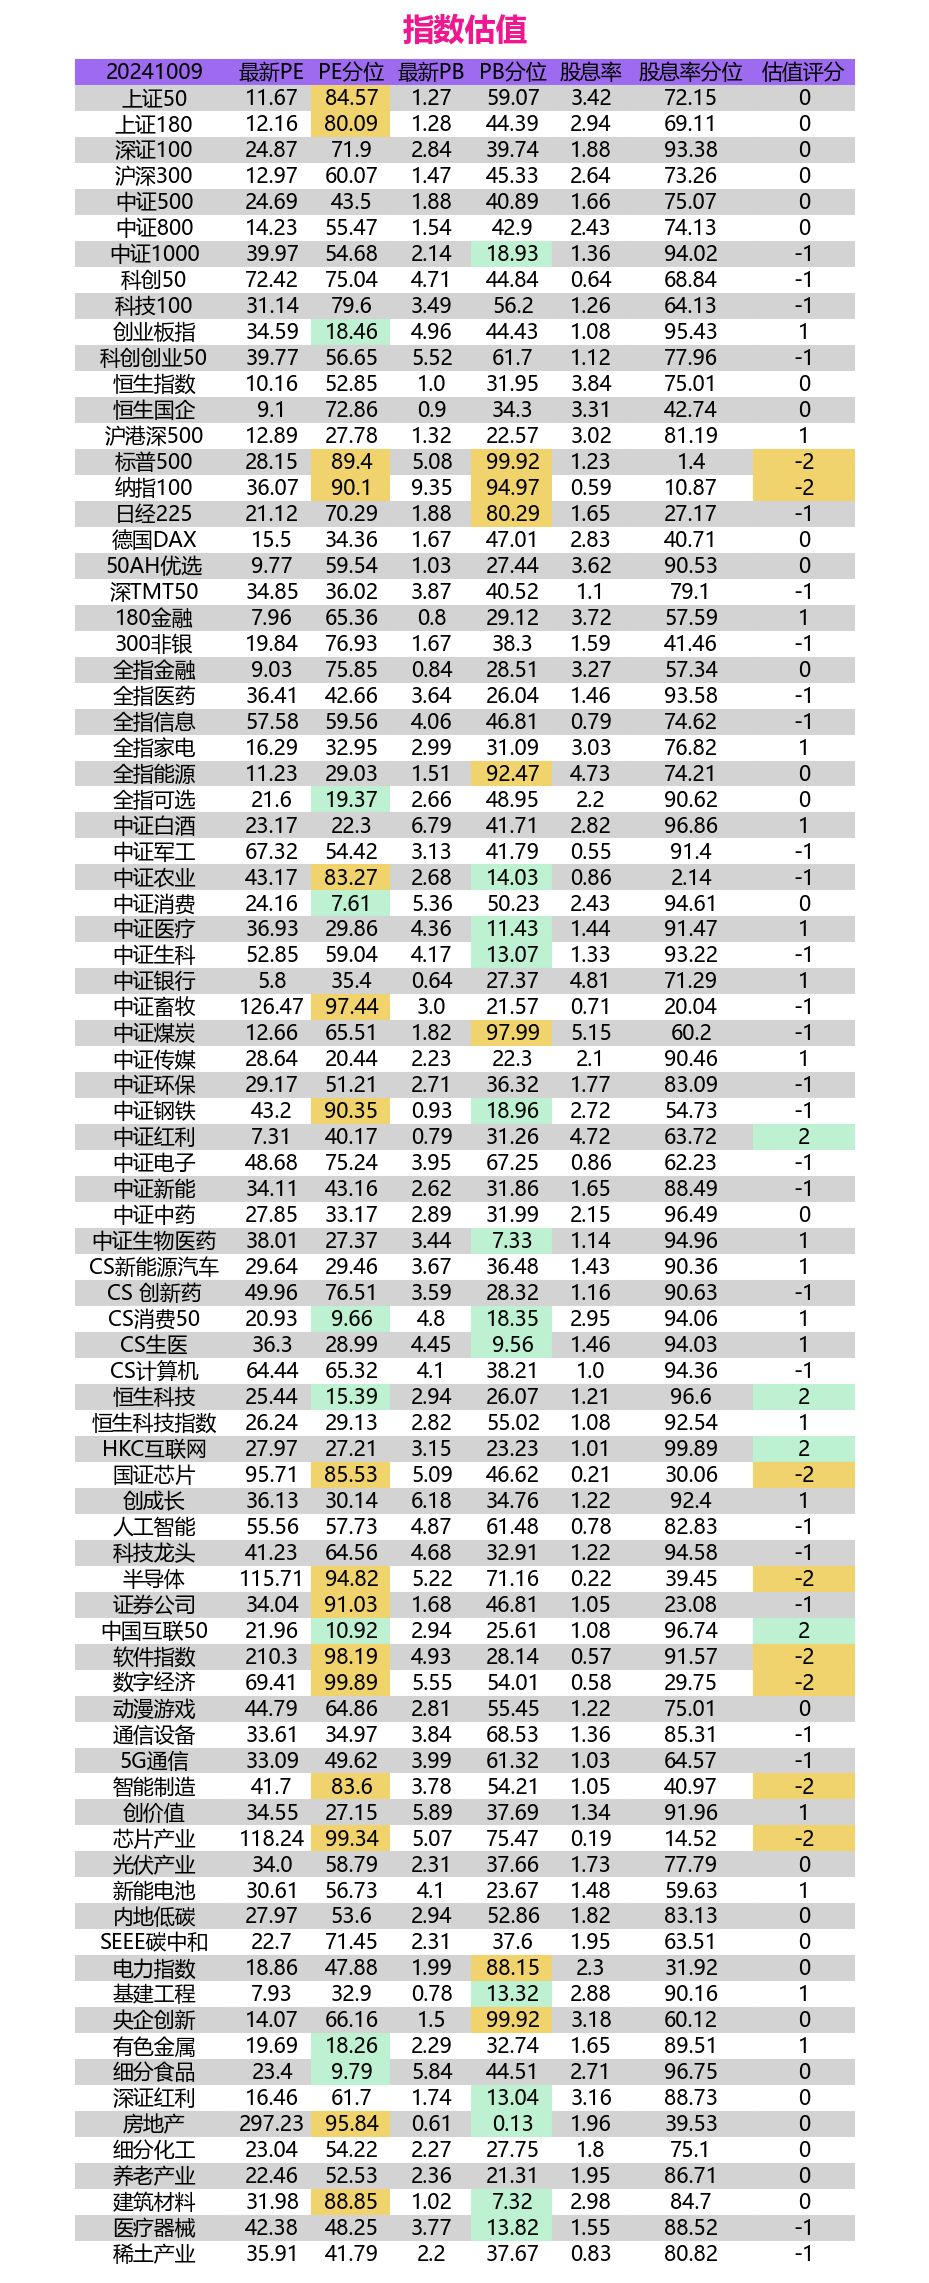 指数估值
20241009 最新PE PE分位 最新PB PB分位 股息率 股息率分位 估值评分
上证50 11.67 84.57 1.27 59.07 3.42 72.15 0
上证180 12.16 80.09 1.28 44.39 2.94 69.11 0
深证100 24.87 71.9 2.84 39.74 1.88 93.38 0
沪深300 12.97 60.07 1.47 45.33 2.64 73.26 0
中证500 24.69 43.5 1.88 40.89 1.66 75.07 0
中证800 14.23 55.47 1.54 42.9 2.43 74.13 0
中证1000 39.97 54.68 2.14 18.93 1.36 94.02 -1
科创50 72.42 75.04 4.71 44.84 0.64 68.84 -1
科技100 31.14 79.6 3.49 56.2 1.26 64.13 -1
创业板指 34.59 18.46 4.96 44.43 1.08 95.43 1
科创创业50 39.77 56.65 5.52 61.7 1.12 77.96 -1
恒生指数 10.16 52.85 1.0 31.95 3.84 75.01 0
恒生国企 9.1 72.86 0.9 34.3 3.31 42.74 0
沪港深500 12.89 27.78 1.32 22.57 3.02 81.19 1
标普500 28.15 89.4 5.08 99.92 1.23 1.4 -2
纳指100 36.07 90.1 9.35 94.97 0.59 10.87 -2
日经225 21.12 70.29 1.88 80.29 1.65 27.17 -1
德国DAX 15.5 34.36 1.67 47.01 2.83 40.71 0
50AH优选 9.77 59.54 1.03 27.44 3.62 90.53 0
深TMT50 34.85 36.02 3.87 40.52 1.1 79.1 -1
180金融 7.96 65.36 0.8 29.12 3.72 57.59 1
300非银 19.84 76.93 1.67 38.3 1.59 41.46 -1
全指金融 9.03 75.85 0.84 28.51 3.27 57.34 0
全指医药 36.41 42.66 3.64 26.04 1.46 93.58 -1
全指信息 57.58 59.56 4.06 46.81 0.79 74.62 -1
全指家电 16.29 32.95 2.99 31.09 3.03 76.82 1
全指能源 11.23 29.03 1.51 92.47 4.73 74.21 0
全指可选 21.6 19.37 2.66 48.95 2.2 90.62 0
中证白酒 23.17 22.3 6.79 41.71 2.82 96.86 1
中证军工 67.32 54.42 3.13 41.79 0.55 91.4 -1
中证农业 43.17 83.27 2.68 14.03 0.86 2.14 -1
中证消费 24.16 7.61 5.36 50.23 2.43 94.61 0
中证医疗 36.93 29.86 4.36 11.43 1.44 91.47 1
中证生科 52.85 59.04 4.17 13.07 1.33 93.22 -1
中证银行 5.8 35.4 0.64 27.37 4.81 71.29 1
中证畜牧 126.47 97.44 3.0 21.57 0.71 20.04 -1
中证煤炭 12.66 65.51 1.82 97.99 5.15 60.2 -1
中证传媒 28.64 20.44 2.23 22.3 2.1 90.46 1
中证环保 29.17 51.21 2.71 36.32 1.77 83.09 -1
中证钢铁 43.2 90.35 0.93 18.96 2.72 54.73 -1
中证红利 7.31 40.17 0.79 31.26 4.72 63.72 2
中证电子 48.68 75.24 3.95 67.25 0.86 62.23 -1
中证新能 34.11 43.16 2.62 31.86 1.65 88.49 -1
中证中药 27.85 33.17 2.89 31.99 2.15 96.49 0
中证生物医药 38.01 27.37 3.44 7.33 1.14 94.96 1
CS新能源汽车 29.64 29.46 3.67 36.48 1.43 90.36 1
CS 创新药 49.96 76.51 3.59 28.32 1.16 90.63 -1
CS消费50 20.93 9.66 4.8 18.35 2.95 94.06 1
CS生医 36.3 28.99 4.45 9.56 1.46 94.03 1
CS计算机 64.44 65.32 4.1 38.21 1.0 94.36 -1
恒生科技 25.44 15.39 2.94 26.07 1.21 96.6 2
恒生科技指数 26.24 29.13 2.82 55.02 1.08 92.54 1
HKC互联网 27.97 27.21 3.15 23.23 1.01 99.89 2
国证芯片 95.71 85.53 5.09 46.62 0.21 30.06 -2
创成长 36.13 30.14 6.18 34.76 1.22 92.4 1
人工智能 55.56 57.73 4.87 61.48 0.78 82.83 -1
科技龙头 41.23 64.56 4.68 32.91 1.22 94.58 -1
半导体 115.71 94.82 5.22 71.16 0.22 39.45 -2
证券公司 34.04 91.03 1.68 46.81 1.05 23.08 -1
中国互联50 21.96 10.92 2.94 25.61 1.08 96.74 2
软件指数 210.3 98.19 4.93 28.14 0.57 91.57 -2
数字经济 69.41 99.89 5.55 54.01 0.58 29.75 -2
动漫游戏 44.79 64.86 2.81 55.45 1.22 75.01 0
通信设备 33.61 34.97 3.84 68.53 1.36 85.31 -1
5G通信 33.09 49.62 3.99 61.32 1.03 64.57 -1
智能制造 41.7 83.6 3.78 54.21 1.05 40.97 -2
创价值 34.55 27.15 5.89 37.69 1.34 91.96 1
芯片产业 118.24 99.34 5.07 75.47 0.19 14.52 -2
光伏产业 34.0 58.79 2.31 37.66 1.73 77.79 0
新能电池 30.61 56.73 4.1 23.67 1.48 59.63 1
内地低碳 27.97 53.6 2.94 52.86 1.82 83.13 0
SEEE碳中和 22.7 71.45 2.31 37.6 1.95 63.51 0
电力指数 18.86 47.88 1.99 88.15 2.3 31.92 0
基建工程 7.93 32.9 0.78 13.32 2.88 90.16 1
央企创新 14.07 66.16 1.5 99.92 3.18 60.12 0
有色金属 19.69 18.26 2.29 32.74 1.65 89.51 1
细分食品 23.4 9.79 5.84 44.51 2.71 96.75 0
深证红利 16.46 61.7 1.74 13.04 3.16 88.73 0
房地产 297.23 95.84 0.61 0.13 1.96 39.53 0
细分化工 23.04 54.22 2.27 27.75 1.8 75.1 0
养老产业 22.46 52.53 2.36 21.31 1.95 86.71 0
建筑材料 31.98 88.85 1.02 7.32 2.98 84.7 0
医疗器械 42.38 48.25 3.77 13.82 1.55 88.52 -1
稀土产业 35.91 41.79 2.2 37.67 0.83 80.82 -1